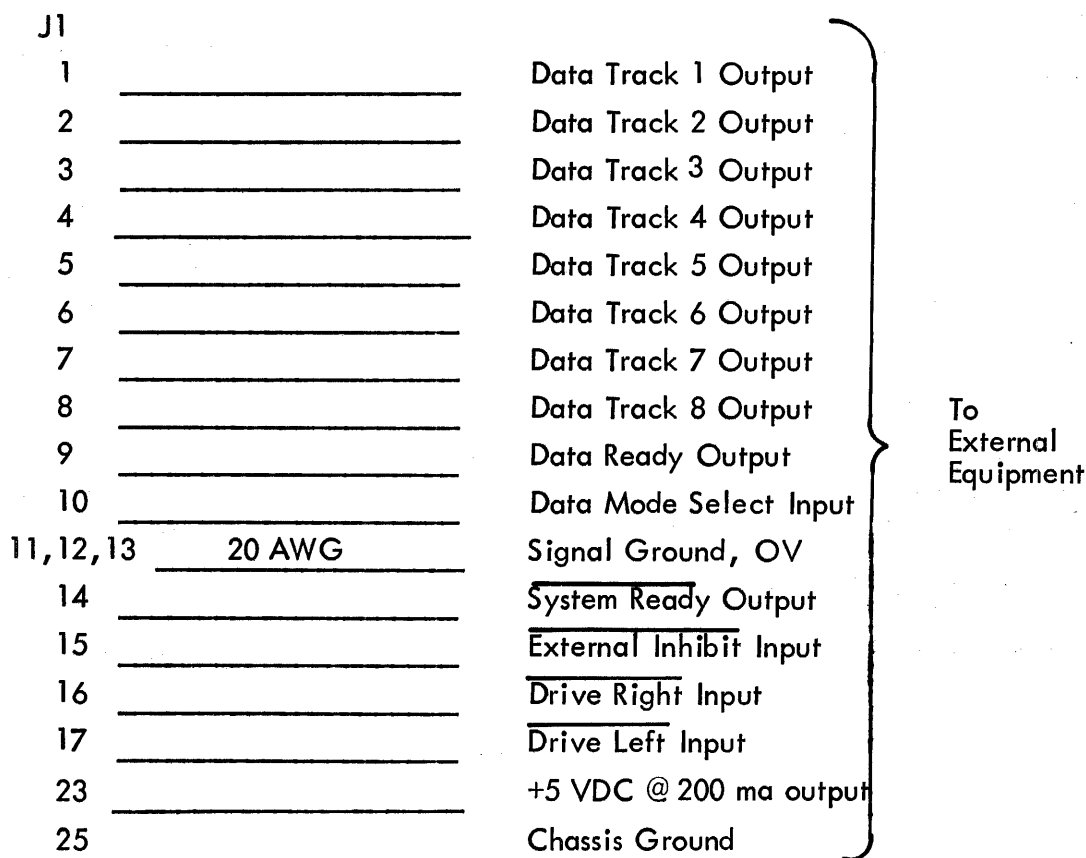 J1
1 Data Track 1 Output
2 Data Track 2 Output
3 Data Track 3 Output
4 Data Track 4 Output
5 Data Track 5 Output
6 Data Track 6 Output
7 Data Track 7 Output
8 Data Track 8 Output
9 Data Ready Output
10 Data Mode Select Input
11,12,13 20 AWG Signal Ground, OV
14 System Ready Output
15 External Inhibit Input
16 Drive Right Input
17 Drive Left Input
23 +5 VDC @ 200 ma output
25 Chassis Ground
To
External
Equipment